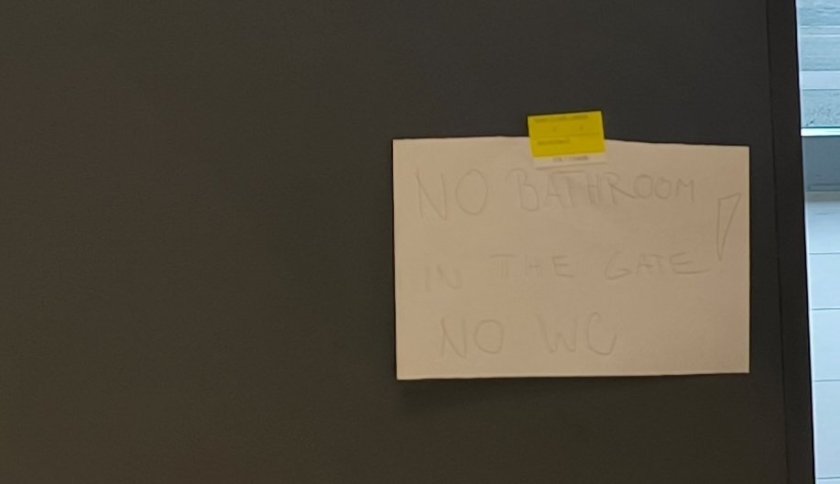 NO BATHROOM
IN THE GATE!
NO WC